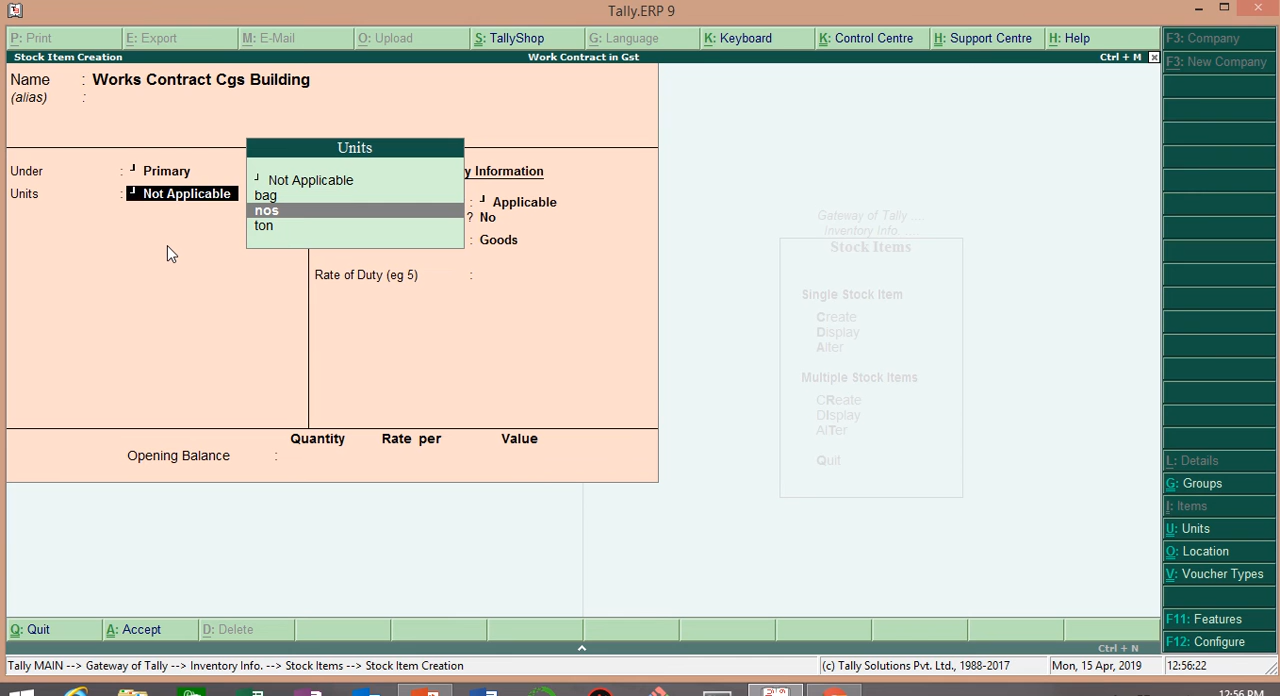 Tally.ERP 9
P: Print E: Export M: E-Mail O: Upload S: TallyShop G: Language K: Keyboard K: Control Centre H: Support Centre H: Help F3: Company
Stock Item Creation Work Contract in Gst Ctrl + M F3: New Company
Name : Works Contract Cgs Building
(alias) :
Units
Under : Primary y Information
Not Applicable
Units : Not Applicable
bag
: Applicable
nos
? No
ton
: Goods
Rate of Duty (eg 5) :
Gateway of Tally ....
Inventory Info.
Stock Items
Single Stock Item
Create
Display
Alter
Multiple Stock Items
CReate
DIsplay
AlTer
Quit
Quantity Rate per Value
Opening Balance :
L: Details
G: Groups
I: Items
U: Units
O: Location
V: Voucher Types
F11: Features
F12: Configure
Q: Quit A: Accept D: Delete
Ctrl + N
Tally MAIN --> Gateway of Tally --> Inventory Info. --> Stock Items --> Stock Item Creation (c) Tally Solutions Pvt. Ltd., 1988-2017 Mon, 15 Apr, 2019 12:56:22
12:56 PM